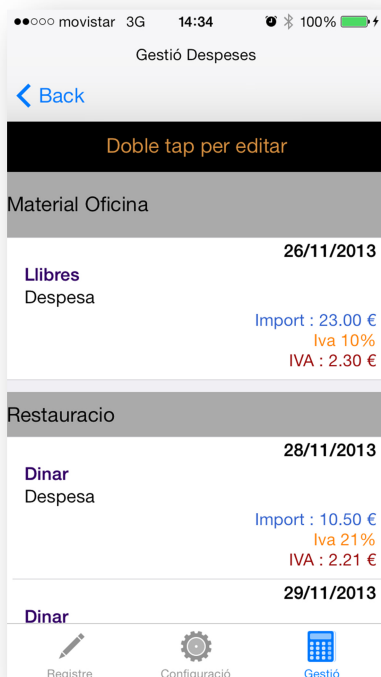 movistar 3G 14:34 100%
Gestió Despeses
Back
Doble tap per editar
Material Oficina
26/11/2013
Llibres
Despesa
Import : 23.00 €
Iva 10%
IVA : 2.30 €
Restauracio
28/11/2013
Dinar
Despesa
Import : 10.50 €
Iva 21%
IVA : 2.21 €
29/11/2013
Dinar
Registre Configuració Gestió